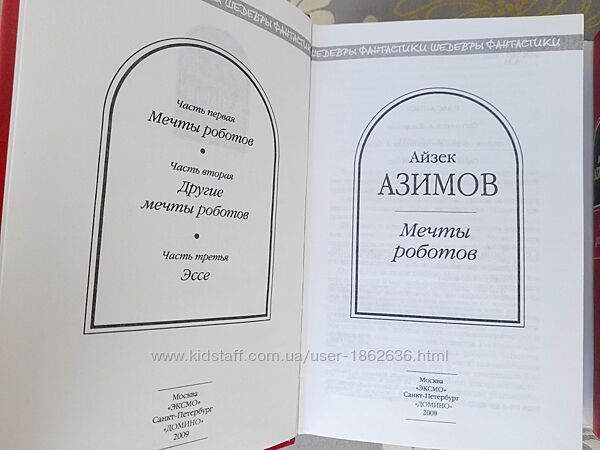 И ШЕДЕВРЫ ФАНТАСТИКИ ШЕДЕВРЫ ФАНТАСТИКИ
Часть первая
Мечты роботов
Часть вторая
Другие
мечты роботов
Часть третья
Эссе
Москва
«ЭКСМО»
Санкт-Петербург
«ДОМИНО»
2009
Айзек
АЗИМОВ
Мечты
роботов
Москва
«ЭКСМО»
Санкт-Петербург
«ДОМИНО»
2009
www.kidstaff.com.ua/user-1862636.html